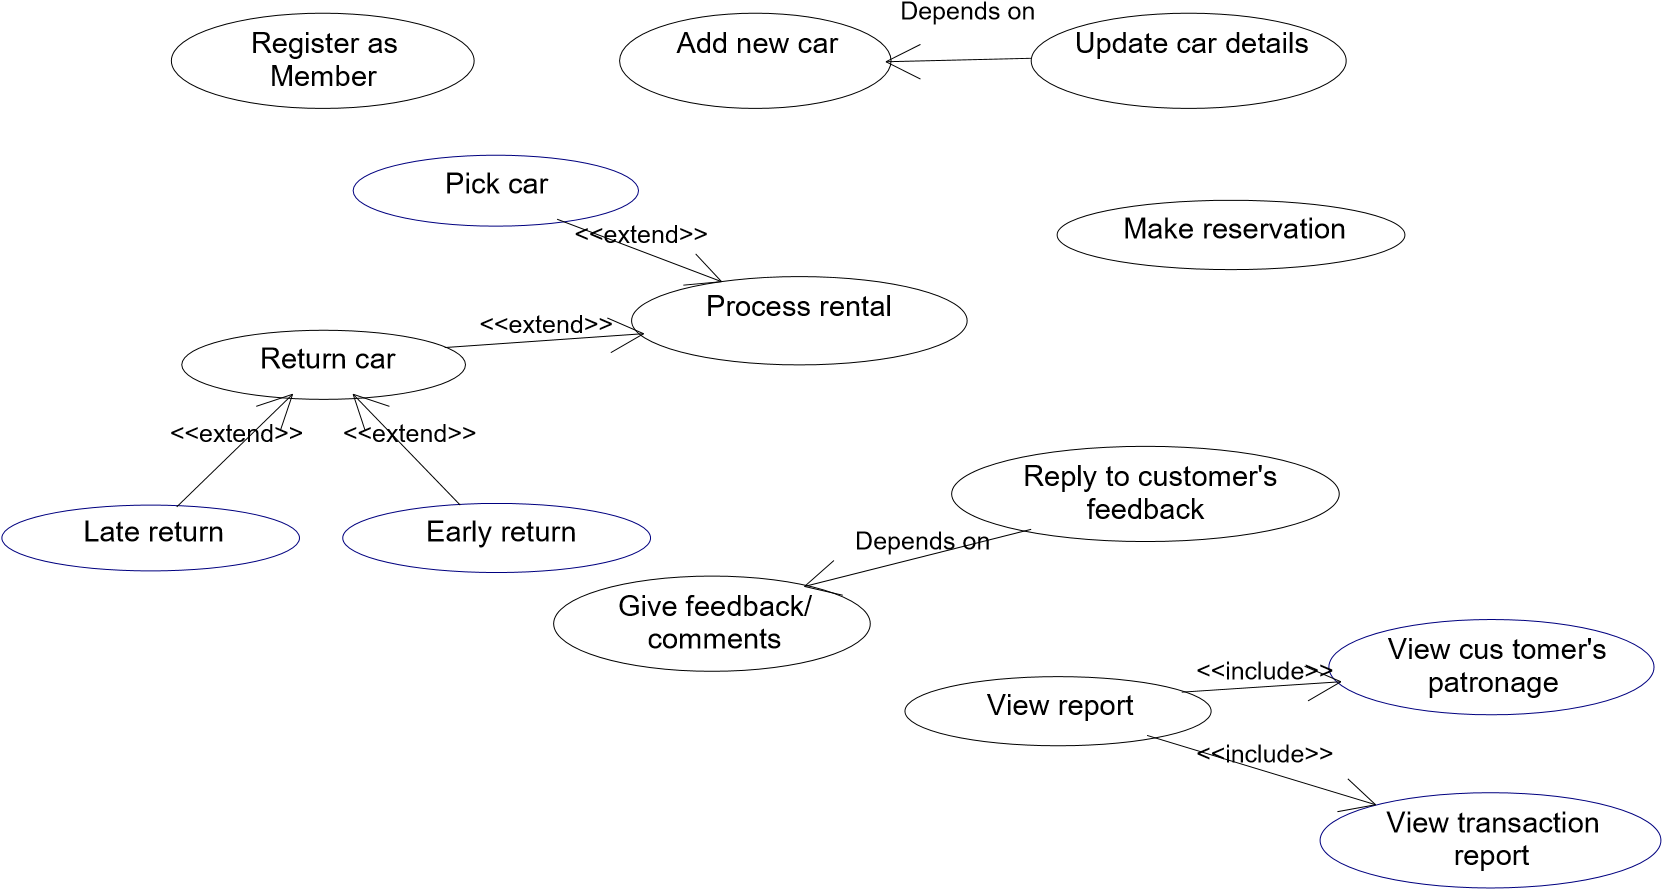 Depends on
Register as
Member
Add new car
Update car details
Pick car
<<extend>>
Make reservation
Process rental
<<extend>>
Return car
<<extend>>
<<extend>>
Late return
Early return
Reply to customer's
feedback
Depends on
Give feedback/
comments
View cus tomer's
patronage
<<include>>
View report
<<include>>
View transaction
report